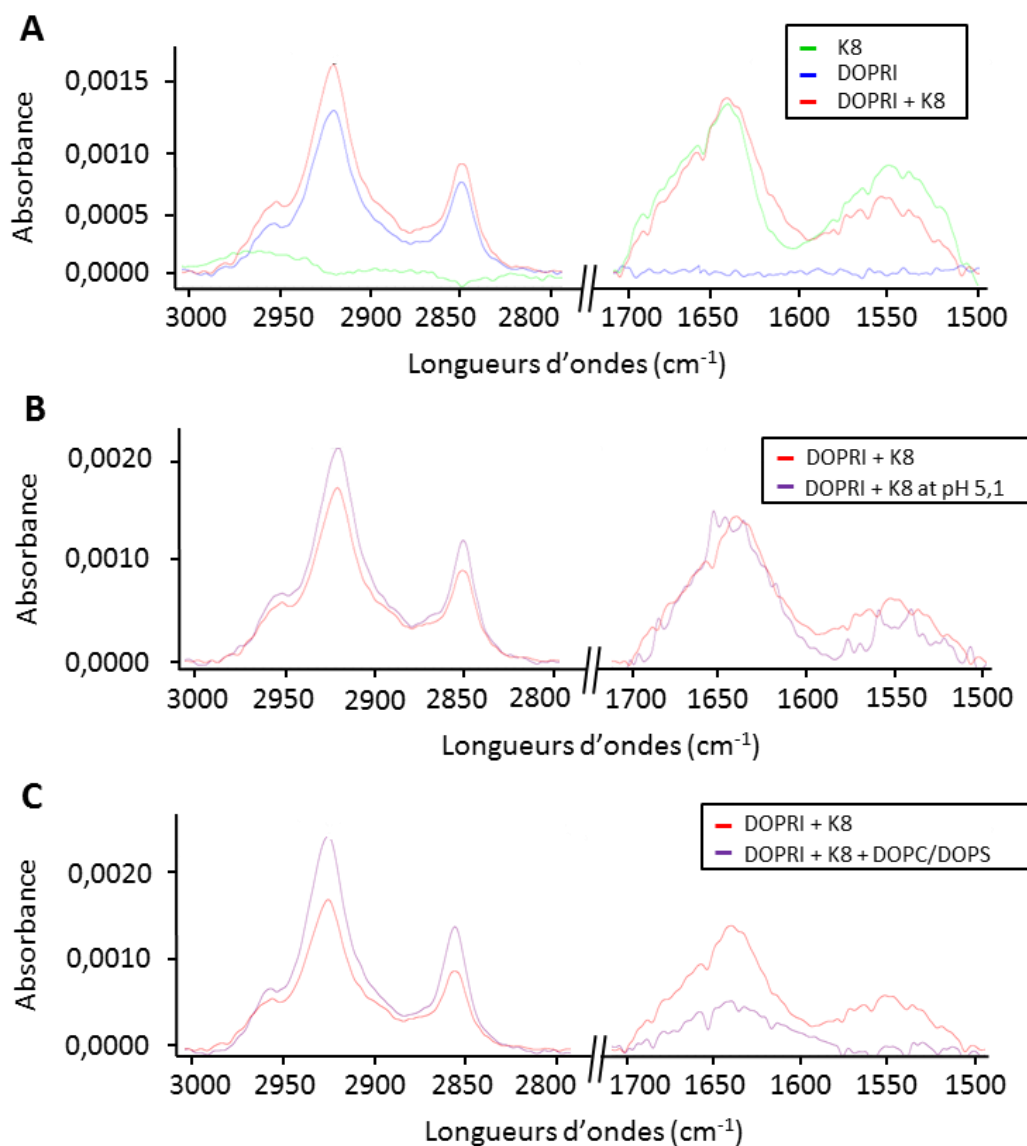 A
K8
DOPRI
DOPRI + K8
Absorbance
0,0015
0,0010
0,0005
0,0000
3000 2950 2900 2850 2800 1700 1650 1600 1550 1500
Longueurs d'ondes (cm-1)
B
DOPRI + K8
DOPRI + K8 at pH 5,1
Absorbance
0,0020
0,0010
0,0000
3000 2950 2900 2850 2800 1700 1650 1600 1550 1500
Longueurs d'ondes (cm-1)
C
DOPRI + K8
DOPRI + K8 + DOPC/DOPS
Absorbance
0,0020
0,0010
0,0000
3000 2950 2900 2850 2800 1700 1650 1600 1550 1500
Longueurs d'ondes (cm-1)